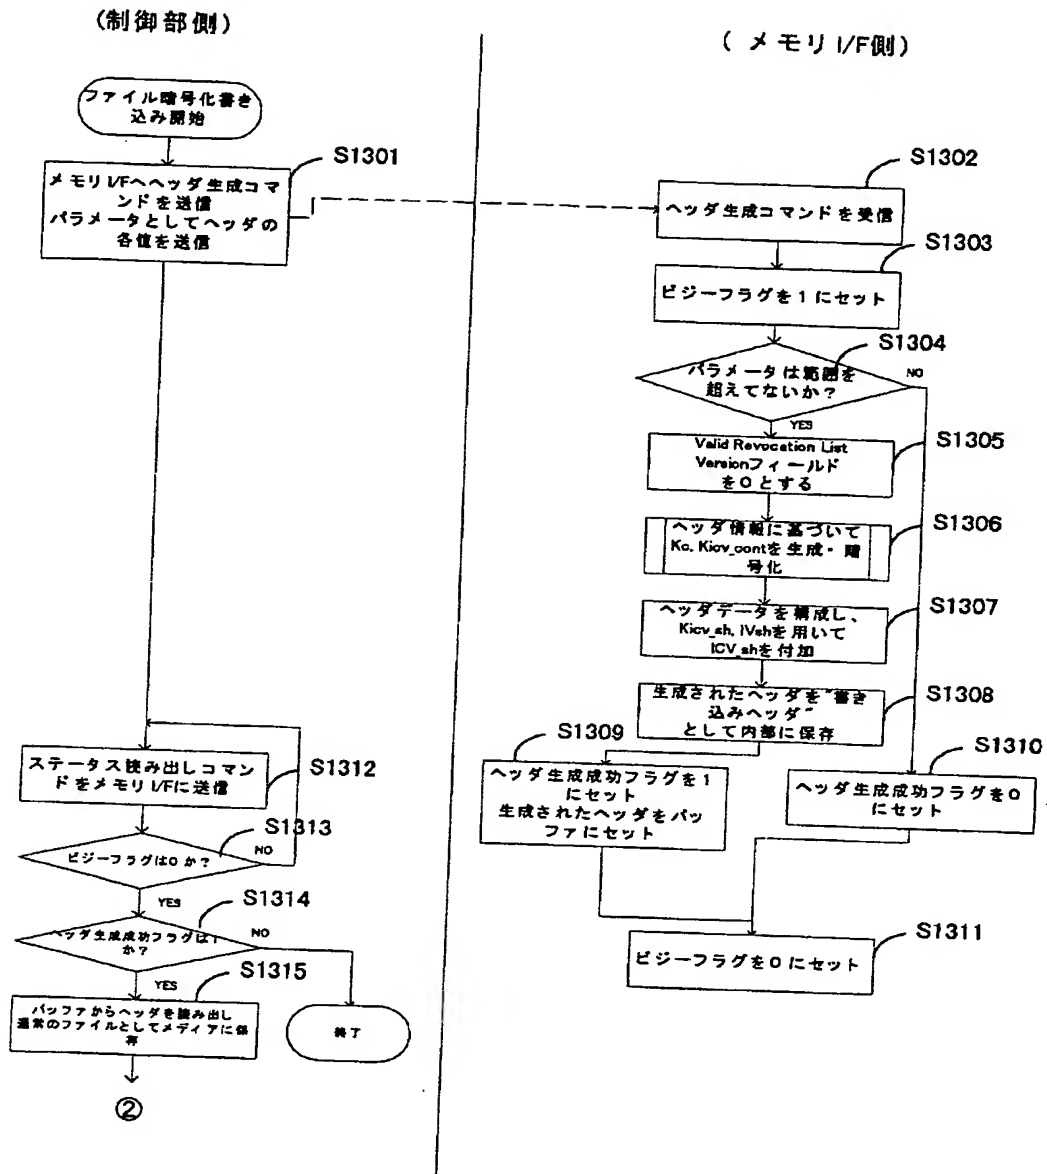 (制御部側)
ファイル暗号化書き
込み開始
S1301
メモリI/Fへヘッダ生成コマ
ンドを送信
パラメータとしてヘッダの
各値を送信
ステータス読み出しコマン
ドをメモリI/Fに送信
S1312
S1313
ビジーフラグは0か?
NO
YES
S1314
ヘッダ生成成功フラグは1
か?
NO
YES
S1315
バッファからヘッダを読み出し
通常のファイルとしてメディアに保
存
終了
②
(メモリI/F側)
S1302
ヘッダ生成コマンドを受信
S1303
ビジーフラグを1にセット
S1304
パラメータは範囲を
超えてないか?
NO
YES
S1305
Valid Revocation List
Versionフィールド
を0とする
S1306
ヘッダ情報に基づいて
Kc, Kicv_contを生成・暗
号化
S1307
ヘッダデータを構成し、
Kicv_sh, IVshを用いて
ICV_shを付加
S1308
生成されたヘッダを"書き
込みヘッダ"
として内部に保存
S1309
ヘッダ生成成功フラグを1
にセット
生成されたヘッダをバッ
ファにセット
S1310
ヘッダ生成成功フラグを0
にセット
S1311
ビジーフラグを0にセット